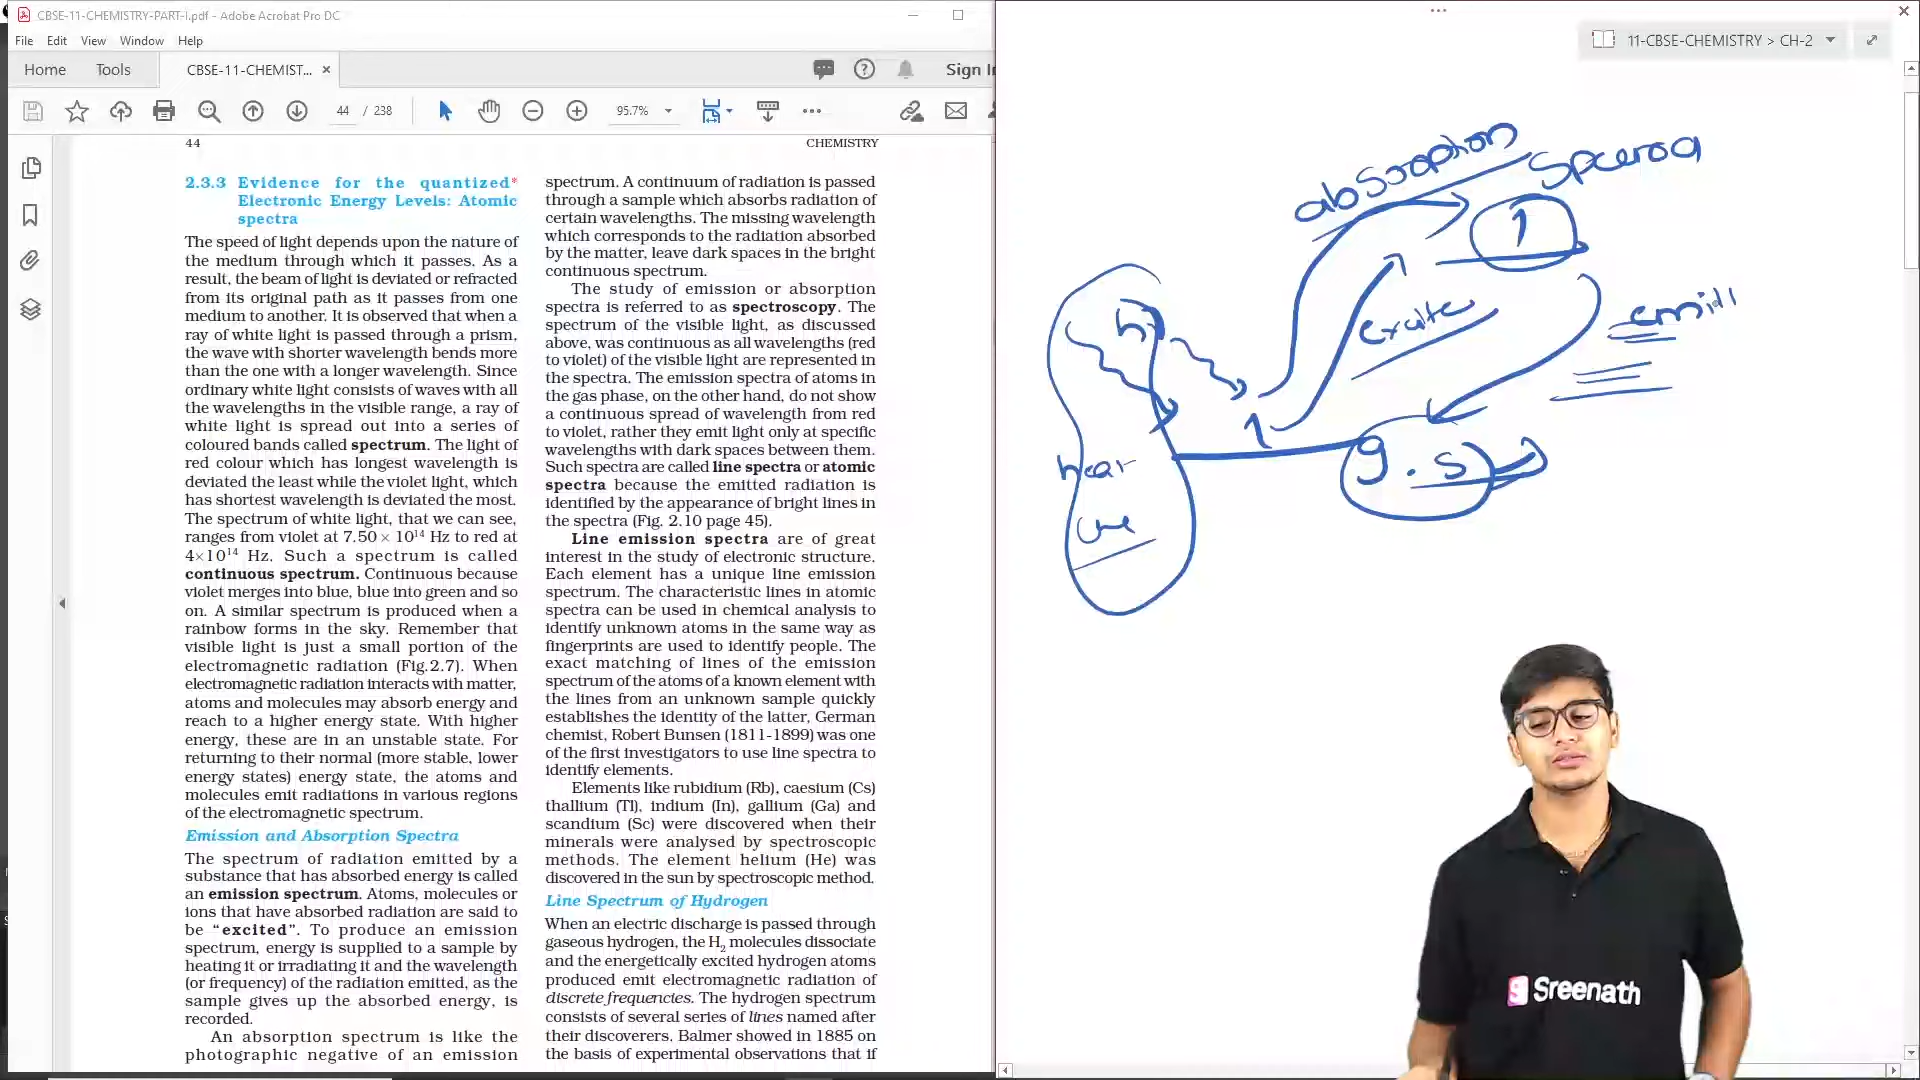 CBSE-11-CHEMISTRY-PART-I.pdf - Adobe Acrobat Pro DC
File Edit View Window Help
Home Tools CBSE-11-CHEMIST... × Sign In
44 / 238 95.7%
44 CHEMISTRY
2.3.3 Evidence for the quantized*
Electronic Energy Levels: Atomic
spectra
The speed of light depends upon the nature of
the medium through which it passes. As a
result, the beam of light is deviated or refracted
from its original path as it passes from one
medium to another. It is observed that when a
ray of white light is passed through a prism,
the wave with shorter wavelength bends more
than the one with a longer wavelength. Since
ordinary white light consists of waves with all
the wavelengths in the visible range, a ray of
white light is spread out into a series of
coloured bands called spectrum. The light of
red colour which has longest wavelength is
deviated the least while the violet light, which
has shortest wavelength is deviated the most.
The spectrum of white light, that we can see,
ranges from violet at 7.50 × 10¹⁴ Hz to red at
4×10¹⁴ Hz. Such a spectrum is called
continuous spectrum. Continuous because
violet merges into blue, blue into green and so
on. A similar spectrum is produced when a
rainbow forms in the sky. Remember that
visible light is just a small portion of the
electromagnetic radiation (Fig.2.7). When
electromagnetic radiation interacts with matter,
atoms and molecules may absorb energy and
reach to a higher energy state. With higher
energy, these are in an unstable state. For
returning to their normal (more stable, lower
energy states) energy state, the atoms and
molecules emit radiations in various regions
of the electromagnetic spectrum.
Emission and Absorption Spectra
The spectrum of radiation emitted by a
substance that has absorbed energy is called
an emission spectrum. Atoms, molecules or
ions that have absorbed radiation are said to
be “excited”. To produce an emission
spectrum, energy is supplied to a sample by
heating it or irradiating it and the wavelength
(or frequency) of the radiation emitted, as the
sample gives up the absorbed energy, is
recorded.
An absorption spectrum is like the
photographic negative of an emission
spectrum. A continuum of radiation is passed
through a sample which absorbs radiation of
certain wavelengths. The missing wavelength
which corresponds to the radiation absorbed
by the matter, leave dark spaces in the bright
continuous spectrum.
The study of emission or absorption
spectra is referred to as spectroscopy. The
spectrum of the visible light, as discussed
above, was continuous as all wavelengths (red
to violet) of the visible light are represented in
the spectra. The emission spectra of atoms in
the gas phase, on the other hand, do not show
a continuous spread of wavelength from red
to violet, rather they emit light only at specific
wavelengths with dark spaces between them.
Such spectra are called line spectra or atomic
spectra because the emitted radiation is
identified by the appearance of bright lines in
the spectra (Fig. 2.10 page 45).
Line emission spectra are of great
interest in the study of electronic structure.
Each element has a unique line emission
spectrum. The characteristic lines in atomic
spectra can be used in chemical analysis to
identify unknown atoms in the same way as
fingerprints are used to identify people. The
exact matching of lines of the emission
spectrum of the atoms of a known element with
the lines from an unknown sample quickly
establishes the identity of the latter, German
chemist, Robert Bunsen (1811-1899) was one
of the first investigators to use line spectra to
identify elements.
Elements like rubidium (Rb), caesium (Cs)
thallium (Tl), indium (In), gallium (Ga) and
scandium (Sc) were discovered when their
minerals were analysed by spectroscopic
methods. The element helium (He) was
discovered in the sun by spectroscopic method.
Line Spectrum of Hydrogen
When an electric discharge is passed through
gaseous hydrogen, the H₂ molecules dissociate
and the energetically excited hydrogen atoms
produced emit electromagnetic radiation of
discrete frequencies. The hydrogen spectrum
consists of several series of lines named after
their discoverers. Balmer showed in 1885 on
the basis of experimental observations that if
11-CBSE-CHEMISTRY > CH-2
absorption
1
hν
1
g.s
Sreenath